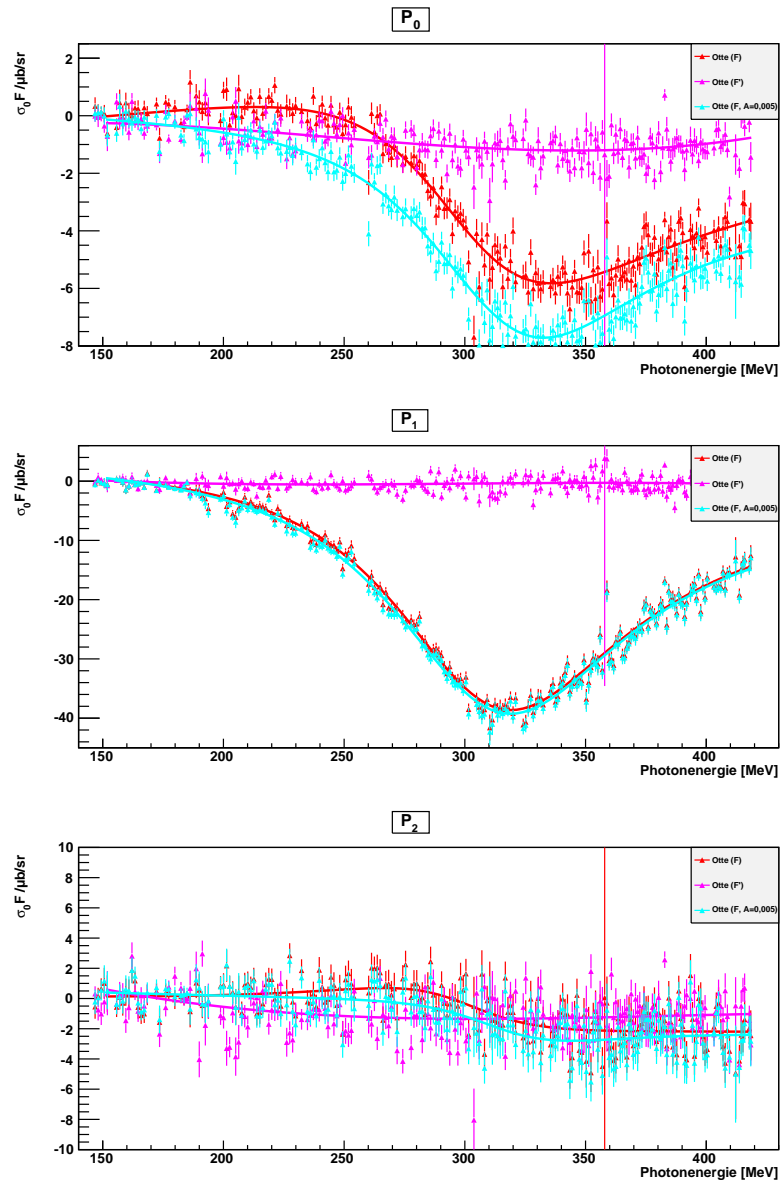 P₀
σ₀F /μb/sr
2
0
-2
-4
-6
-8
Otte (F)
Otte (F')
Otte (F, A=0,005)
150 200 250 300 350 400
Photonenergie [MeV]
P₁
σ₀F /μb/sr
0
-10
-20
-30
-40
Otte (F)
Otte (F')
Otte (F, A=0,005)
150 200 250 300 350 400
Photonenergie [MeV]
P₂
σ₀F /μb/sr
10
8
6
4
2
0
-2
-4
-6
-8
-10
Otte (F)
Otte (F')
Otte (F, A=0,005)
150 200 250 300 350 400
Photonenergie [MeV]